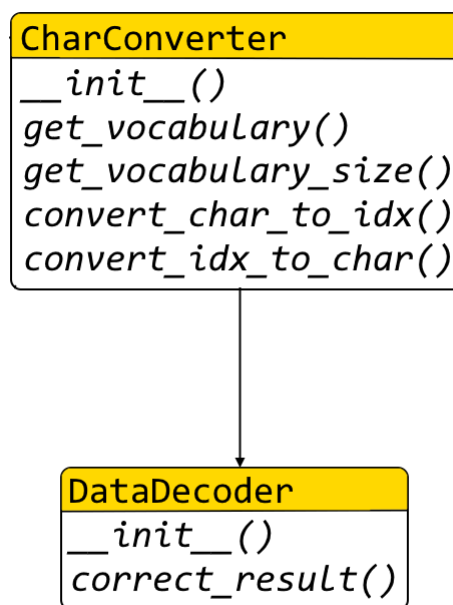 CharConverter
__init__()
get_vocabulary()
get_vocabulary_size()
convert_char_to_idx()
convert_idx_to_char()
DataDecoder
__init__()
correct_result()